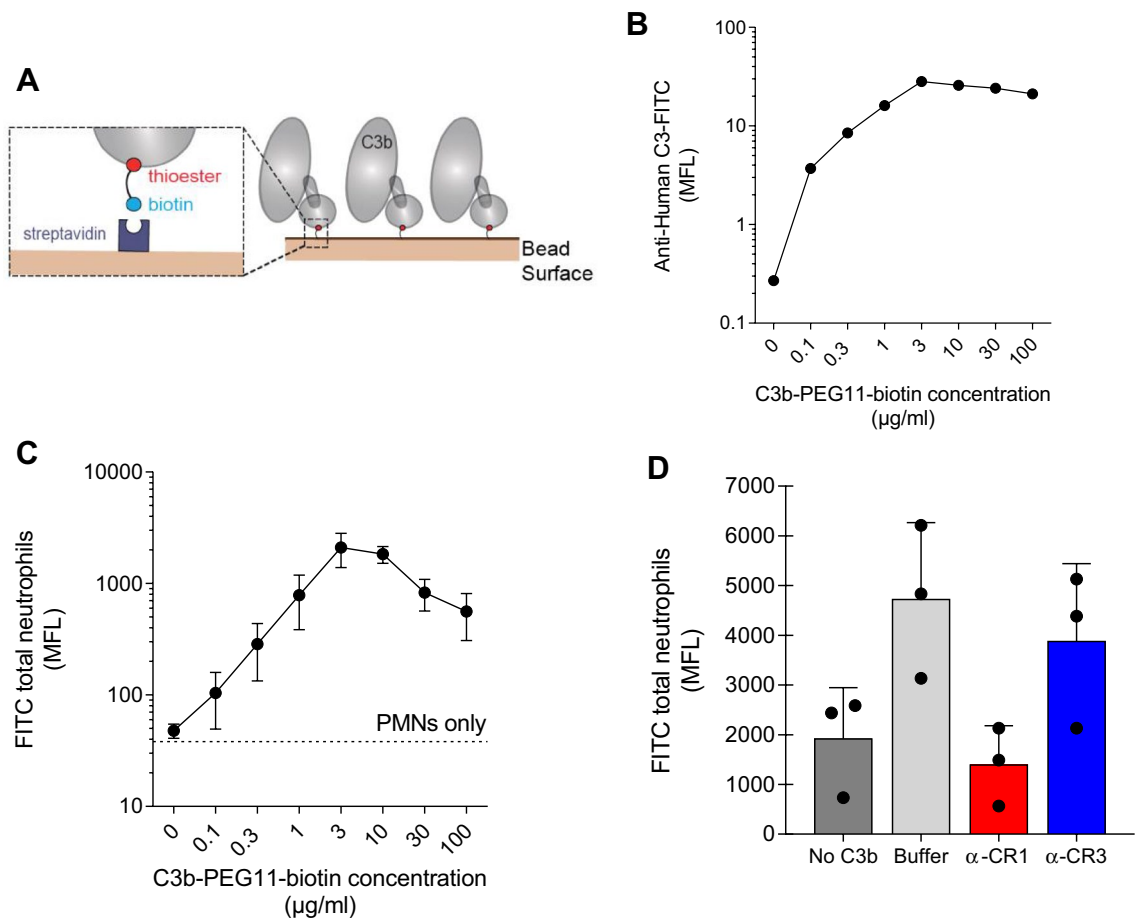 A
thioester
biotin
streptavidin
C3b
Bead
Surface
B
Anti-Human C3-FITC
(MFL)
100
10
1
0.1
0
0.1
0.3
1
3
10
30
100
C3b-PEG11-biotin concentration
(µg/ml)
C
FITC total neutrophils
(MFL)
10000
1000
100
10
PMNs only
0
0.1
0.3
1
3
10
30
100
C3b-PEG11-biotin concentration
(µg/ml)
D
FITC total neutrophils
(MFL)
7000
6000
5000
4000
3000
2000
1000
0
No C3b Buffer α-CR1 α-CR3